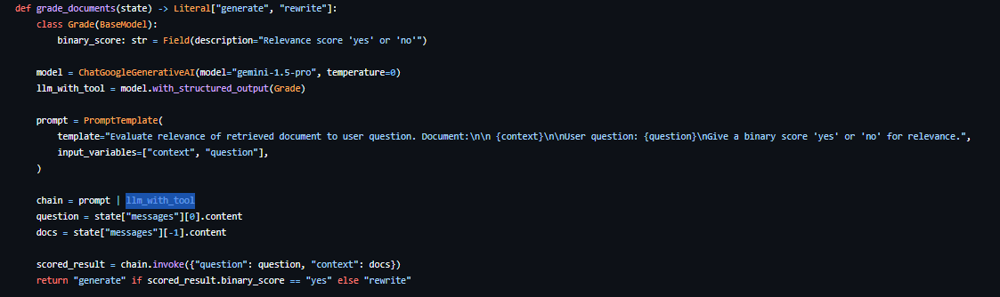 def grade_documents(state) -> Literal["generate", "rewrite"]:
    class Grade(BaseModel):
        binary_score: str = Field(description="Relevance score 'yes' or 'no'")

    model = ChatGoogleGenerativeAI(model="gemini-1.5-pro", temperature=0)
    llm_with_tool = model.with_structured_output(Grade)

    prompt = PromptTemplate(
        template="Evaluate relevance of retrieved document to user question. Document:\n\n {context}\n\nUser question: {question}\nGive a binary score 'yes' or 'no' for relevance.",
        input_variables=["context", "question"],
    )

    chain = prompt | llm_with_tool
    question = state["messages"][0].content
    docs = state["messages"][-1].content

    scored_result = chain.invoke({"question": question, "context": docs})
    return "generate" if scored_result.binary_score == "yes" else "rewrite"